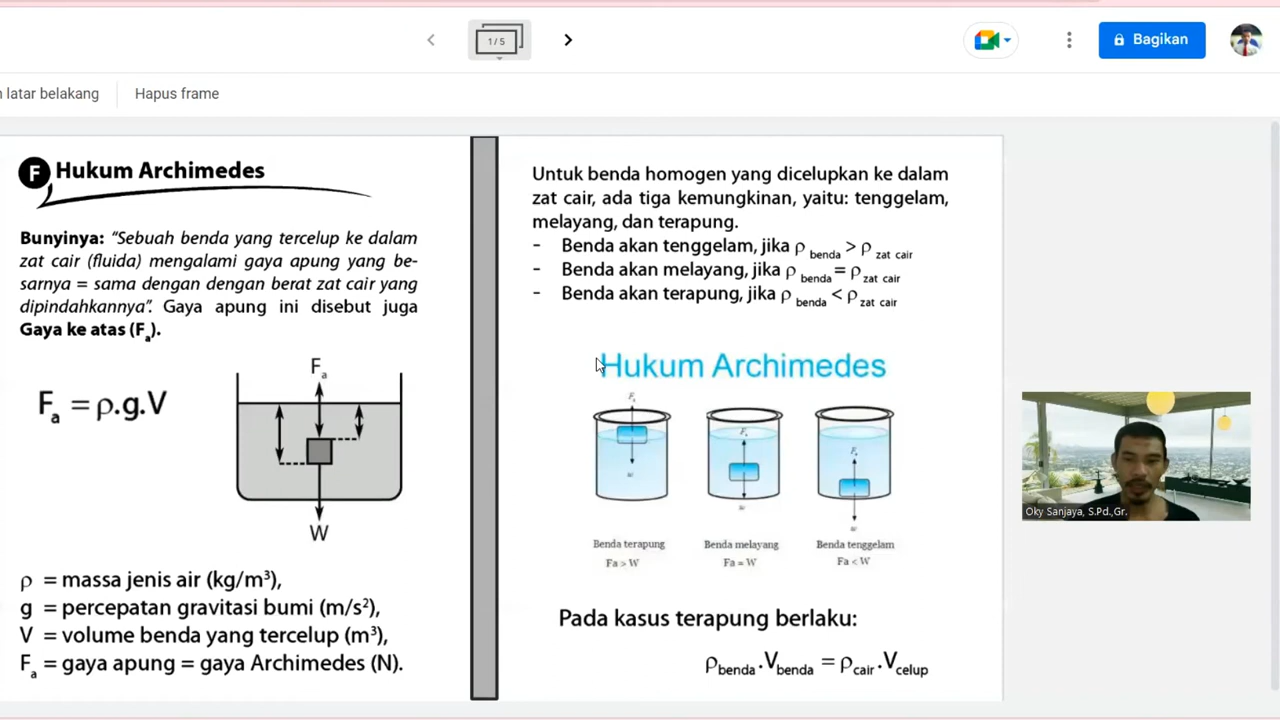 1/5
Bagikan
latar belakang
Hapus frame
F Hukum Archimedes
Bunyinya: "Sebuah benda yang tercelup ke dalam
zat cair (fluida) mengalami gaya apung yang be-
sarnya = sama dengan dengan berat zat cair yang
dipindahkannya". Gaya apung ini disebut juga
Gaya ke atas (Fa).
Fa = ρ.g.V
Fa
W
ρ = massa jenis air (kg/m³),
g = percepatan gravitasi bumi (m/s²),
V = volume benda yang tercelup (m³),
Fa = gaya apung = gaya Archimedes (N).
Untuk benda homogen yang dicelupkan ke dalam
zat cair, ada tiga kemungkinan, yaitu: tenggelam,
melayang, dan terapung.
- Benda akan tenggelam, jika ρ benda > ρ zat cair
- Benda akan melayang, jika ρ benda = ρ zat cair
- Benda akan terapung, jika ρ benda < ρ zat cair
Hukum Archimedes
Benda terapung
Fa > W
Benda melayang
Fa = W
Benda tenggelam
Fa < W
Pada kasus terapung berlaku:
ρbenda.Vbenda = ρcair.Vcelup
Oky Sanjaya, S.Pd.,Gr.